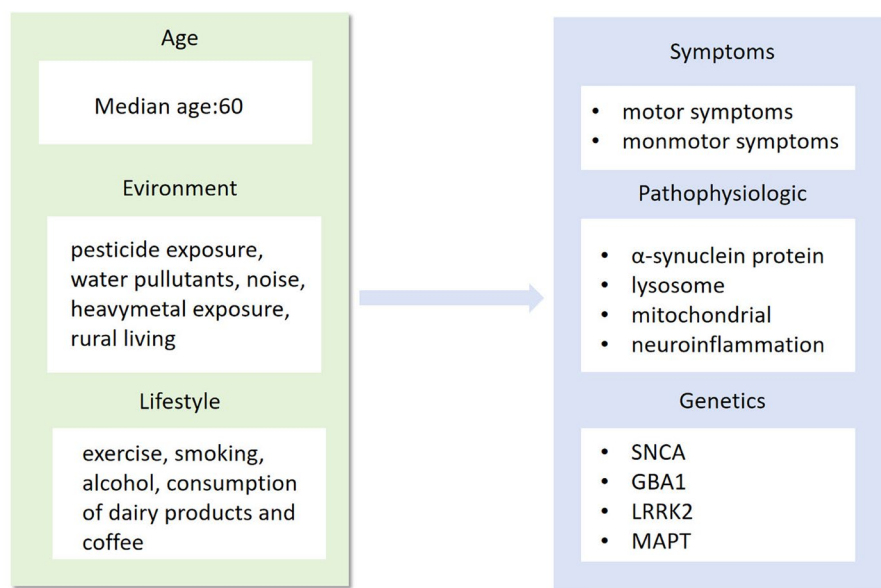 Age
Median age:60
Evironment
pesticide exposure,
water pullutants, noise,
heavymetal exposure,
rural living
Lifestyle
exercise, smoking,
alcohol, consumption
of dairy products and
coffee
Symptoms
• motor symptoms
• monmotor symptoms
Pathophysiologic
• α-synuclein protein
• lysosome
• mitochondrial
• neuroinflammation
Genetics
• SNCA
• GBA1
• LRRK2
• MAPT